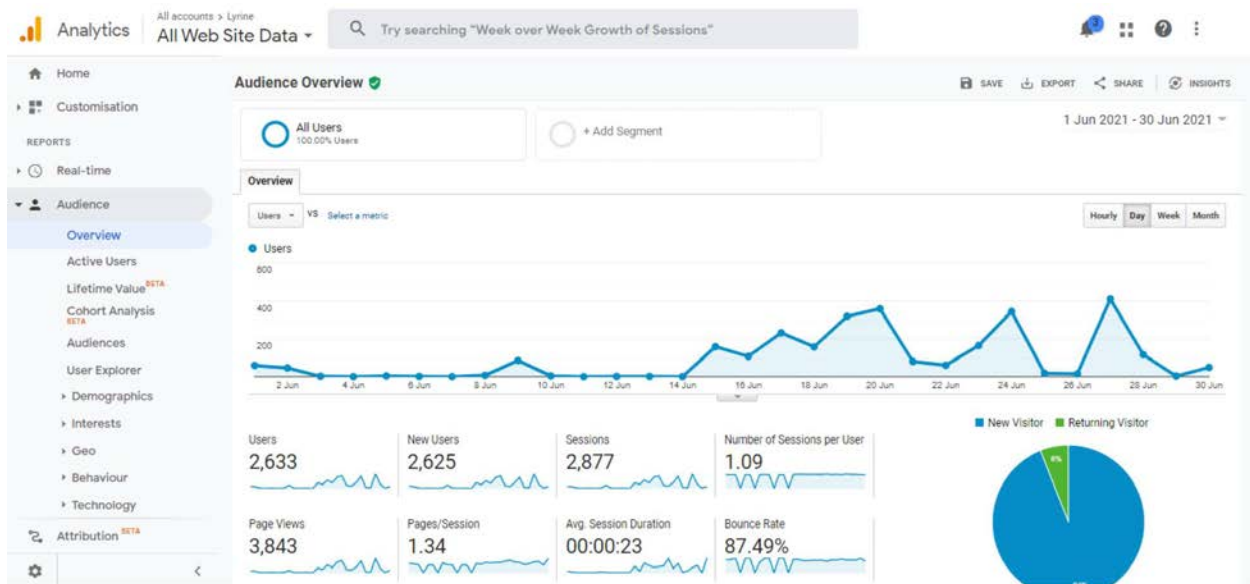 All accounts > Lyrine
Analytics
All Web Site Data
Try searching "Week over Week Growth of Sessions"
3
Home
Customisation
REPORTS
Real-time
Audience
Overview
Active Users
Lifetime Value BETA
Cohort Analysis
BETA
Audiences
User Explorer
Demographics
Interests
Geo
Behaviour
Technology
Attribution BETA
Audience Overview
SAVE EXPORT SHARE INSIGHTS
All Users
100.00% Users
+ Add Segment
1 Jun 2021 - 30 Jun 2021
Overview
Users VS Select a metric
Hourly Day Week Month
Users
600
400
200
2 Jun 4 Jun 6 Jun 8 Jun 10 Jun 12 Jun 14 Jun 16 Jun 18 Jun 20 Jun 22 Jun 24 Jun 26 Jun 28 Jun 30 Jun
New Visitor Returning Visitor
6%
Users
2,633
New Users
2,625
Sessions
2,877
Number of Sessions per User
1.09
Page Views
3,843
Pages/Session
1.34
Avg. Session Duration
00:00:23
Bounce Rate
87.49%